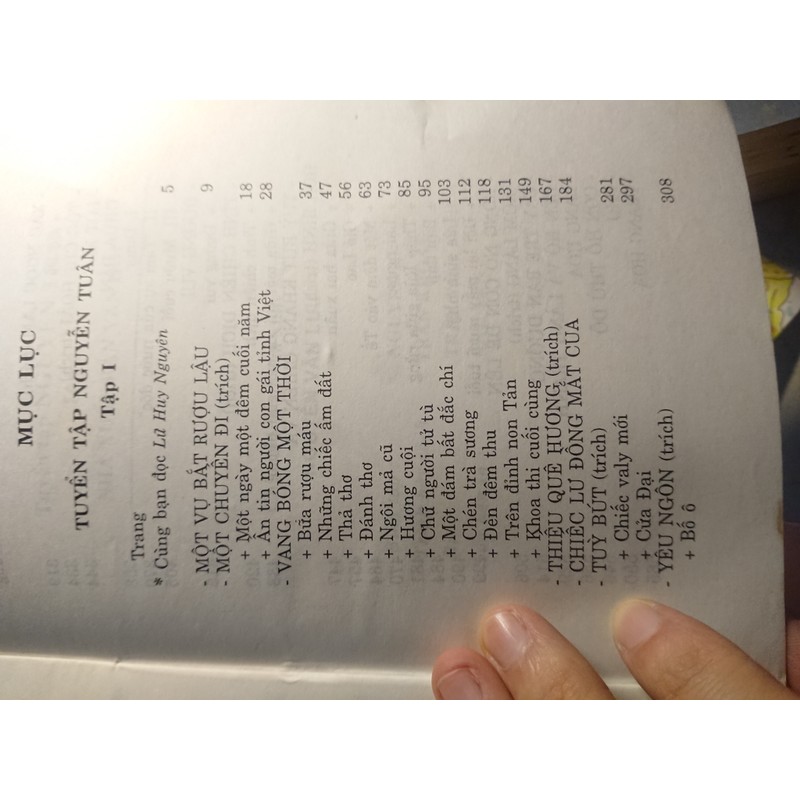 MỤC LỤC
TUYỂN TẬP NGUYỄN TUÂN
Tập I
Trang
* Cùng bạn đọc Lữ Huy Nguyên 5
- MỘT VỤ BẮT RƯỢU LẬU 9
- MỘT CHUYẾN ĐI (trích)
+ Một ngày một đêm cuối năm 18
+ tin người con gái tỉnh Việt 28
- VANG BÓNG MỘT THỜI
+ Bữa rượu máu 37
+ Những chiếc ấm đất 47
+ Thả thơ 56
+ Đánh thơ 63
+ Ngôi mả cũ 73
+ Hương cuội 85
+ Chữ người tử tù 95
+ Một đám bất đắc chí 103
+ Chén trà sương 112
+ Đèn đêm thu 118
+ Trên đỉnh non Tản 131
+ Khoa thi cuối cùng 149
- THIẾU QUÊ HƯƠNG (trích) 167
- CHIẾC LƯ ĐỒNG MẮT CUA 184
- TUỲ BÚT (trích)
+ Chiếc valy mới 281
+ Cửa Đại 297
- YÊU NGÔN (trích)
+ Bố ô 308